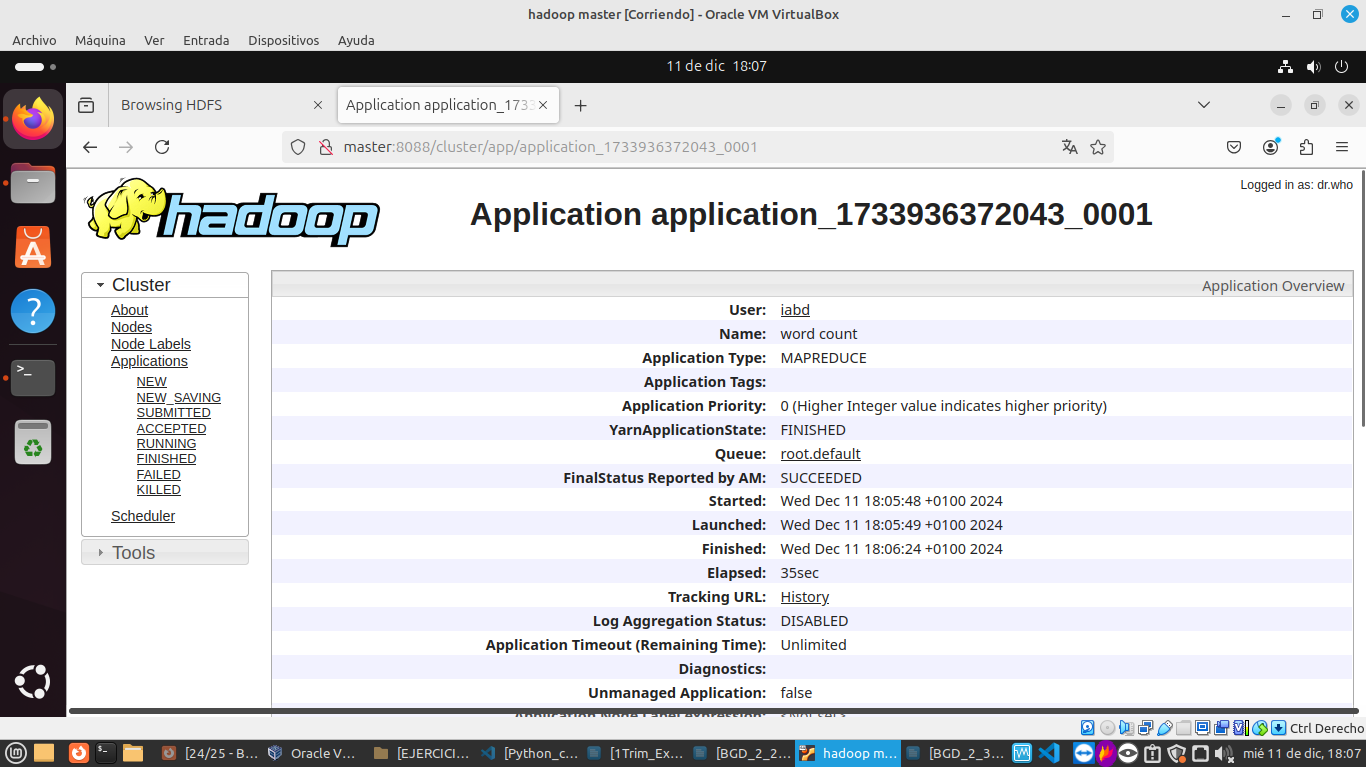 hadoop master [Corriendo] - Oracle VM VirtualBox
Archivo Máquina Ver Entrada Dispositivos Ayuda
11 de dic 18:07
Browsing HDFS
Application application_1733
master:8088/cluster/app/application_1733936372043_0001
Logged in as: dr.who
hadoop
Application application_1733936372043_0001
Cluster
About
Nodes
Node Labels
Applications
NEW
NEW_SAVING
SUBMITTED
ACCEPTED
RUNNING
FINISHED
FAILED
KILLED
Scheduler
Tools
Application Overview
User: iabd
Name: word count
Application Type: MAPREDUCE
Application Tags:
Application Priority: 0 (Higher Integer value indicates higher priority)
YarnApplicationState: FINISHED
Queue: root.default
FinalStatus Reported by AM: SUCCEEDED
Started: Wed Dec 11 18:05:48 +0100 2024
Launched: Wed Dec 11 18:05:49 +0100 2024
Finished: Wed Dec 11 18:06:24 +0100 2024
Elapsed: 35sec
Tracking URL: History
Log Aggregation Status: DISABLED
Application Timeout (Remaining Time): Unlimited
Diagnostics:
Unmanaged Application: false
Application Node Label expression: <Not set>
Ctrl Derecho
[24/25 - B... Oracle V... [EJERCICI... [Python_c... [1Trim_Ex... [BGD_2_2... hadoop m... [BGD_2_3... mié 11 de dic, 18:07